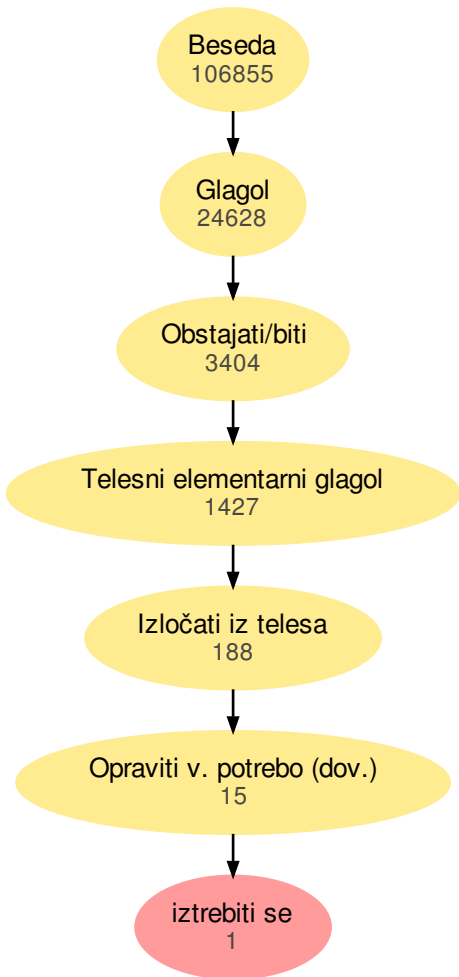 Beseda
106855
Glagol
24628
Obstajati/biti
3404
Telesni elementarni glagol
1427
Izločati iz telesa
188
Opraviti v. potrebo (dov.)
15
iztrebiti se
1